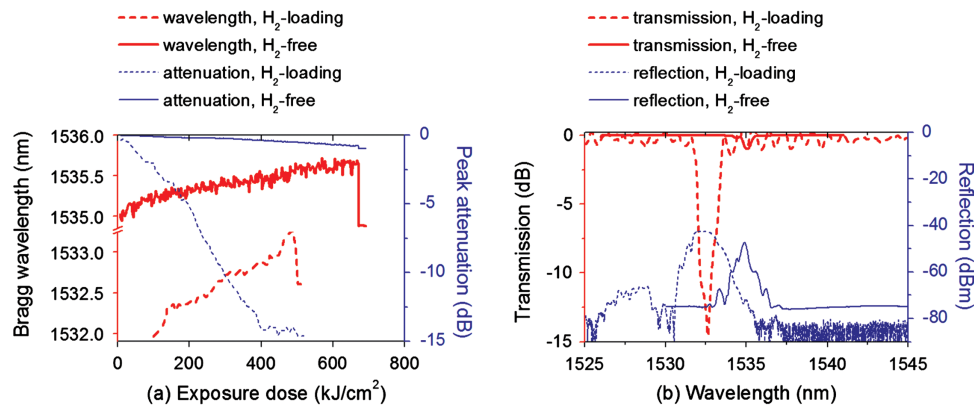 wavelength, H2-loading
wavelength, H2-free
attenuation, H2-loading
attenuation, H2-free
1536.0
1535.5
1535.0
1533.0
1532.5
1532.0
Bragg wavelength (nm)
0
-5
-10
-15
Peak attenuation (dB)
0 200 400 600 800
(a) Exposure dose (kJ/cm²)
transmission, H2-loading
transmission, H2-free
reflection, H2-loading
reflection, H2-free
0
-5
-10
-15
Transmission (dB)
0
-20
-40
-60
-80
Reflection (dBm)
1525 1530 1535 1540 1545
(b) Wavelength (nm)